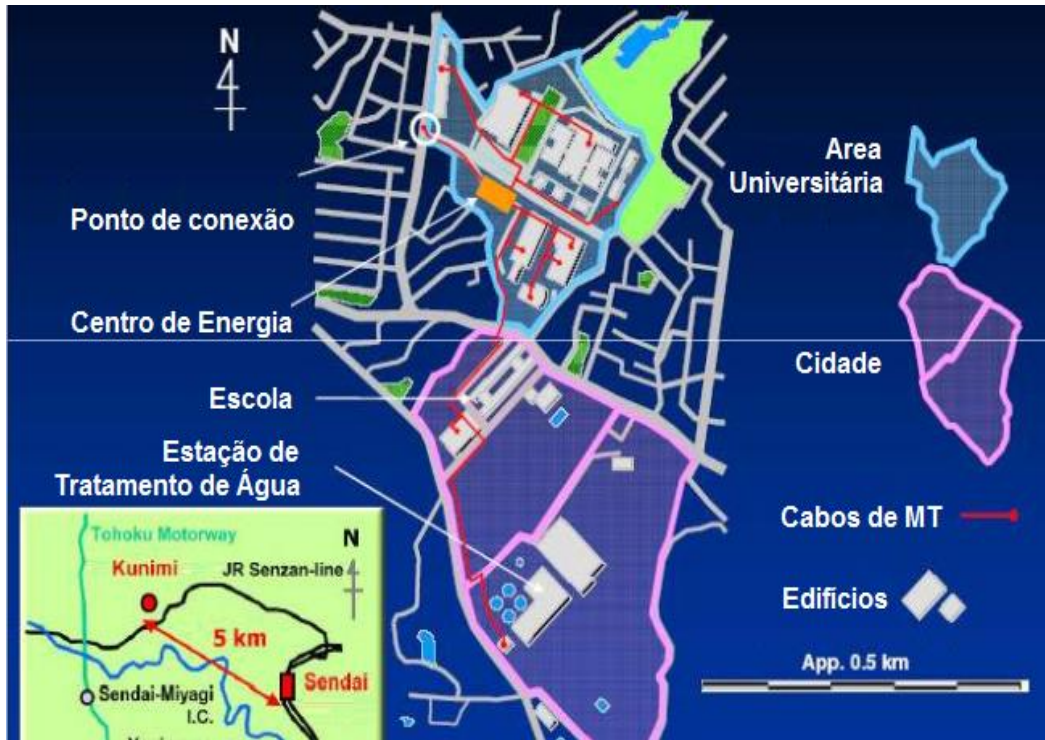 N
Ponto de conexão
Centro de Energia
Escola
Estação de
Tratamento de Água
Area
Universitária
Cidade
Cabos de MT
Edifícios
App. 0.5 km
Tohoku Motorway
N
Kunimi
JR Senzan-line
5 km
Sendai
Sendai-Miyagi
I.C.